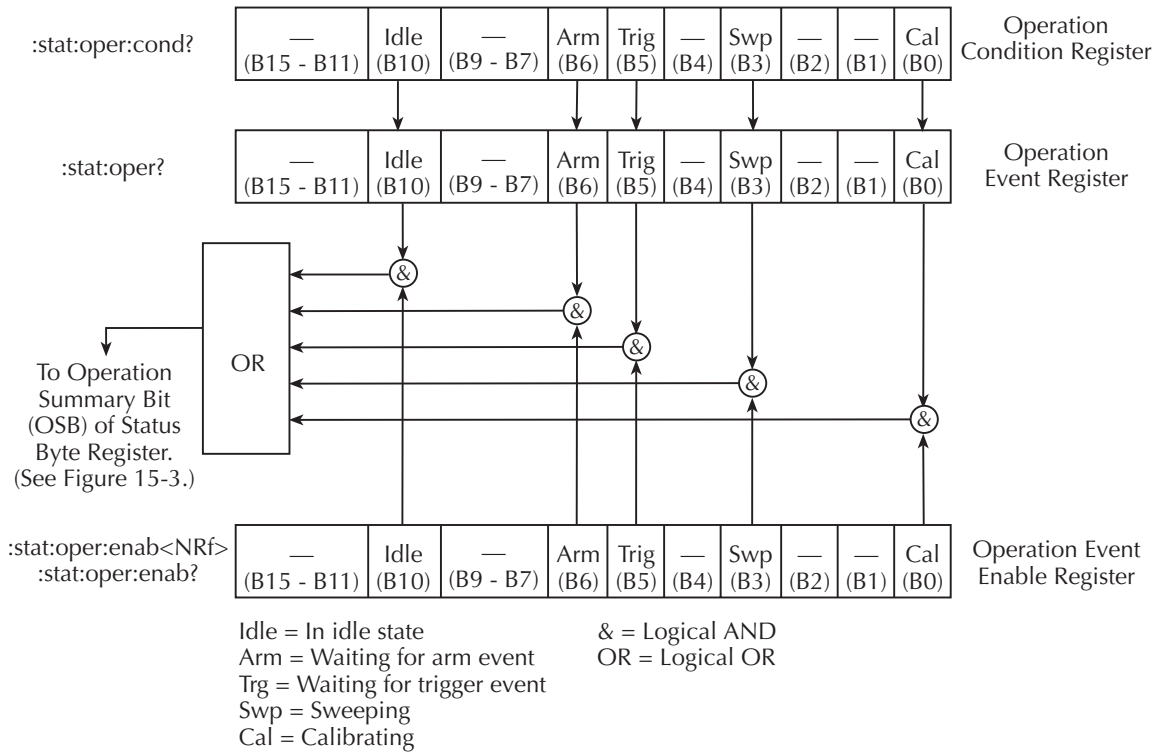 :stat:oper:cond?
— Idle — Arm Trig — Swp — — Cal
(B15 - B11) (B10) (B9 - B7) (B6) (B5) (B4) (B3) (B2) (B1) (B0)
Operation
Condition Register
:stat:oper?
— Idle — Arm Trig — Swp — — Cal
(B15 - B11) (B10) (B9 - B7) (B6) (B5) (B4) (B3) (B2) (B1) (B0)
Operation
Event Register
&
&
&
&
&
OR
To Operation
Summary Bit
(OSB) of Status
Byte Register.
(See Figure 15-3.)
:stat:oper:enab<NRf>
:stat:oper:enab?
— Idle — Arm Trig — Swp — — Cal
(B15 - B11) (B10) (B9 - B7) (B6) (B5) (B4) (B3) (B2) (B1) (B0)
Operation Event
Enable Register
Idle = In idle state
Arm = Waiting for arm event
Trg = Waiting for trigger event
Swp = Sweeping
Cal = Calibrating
& = Logical AND
OR = Logical OR